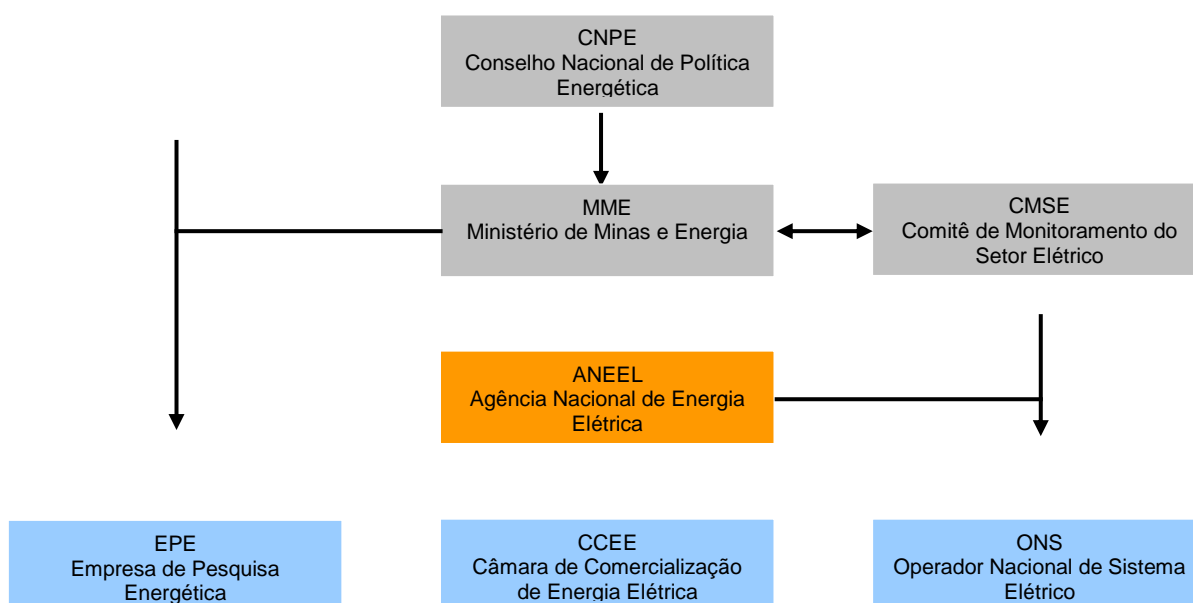 CNPE
Conselho Nacional de Política
Energética
MME
Ministério de Minas e Energia
CMSE
Comitê de Monitoramento do
Setor Elétrico
ANEEL
Agência Nacional de Energia
Elétrica
EPE
Empresa de Pesquisa
Energética
CCEE
Câmara de Comercialização
de Energia Elétrica
ONS
Operador Nacional de Sistema
Elétrico